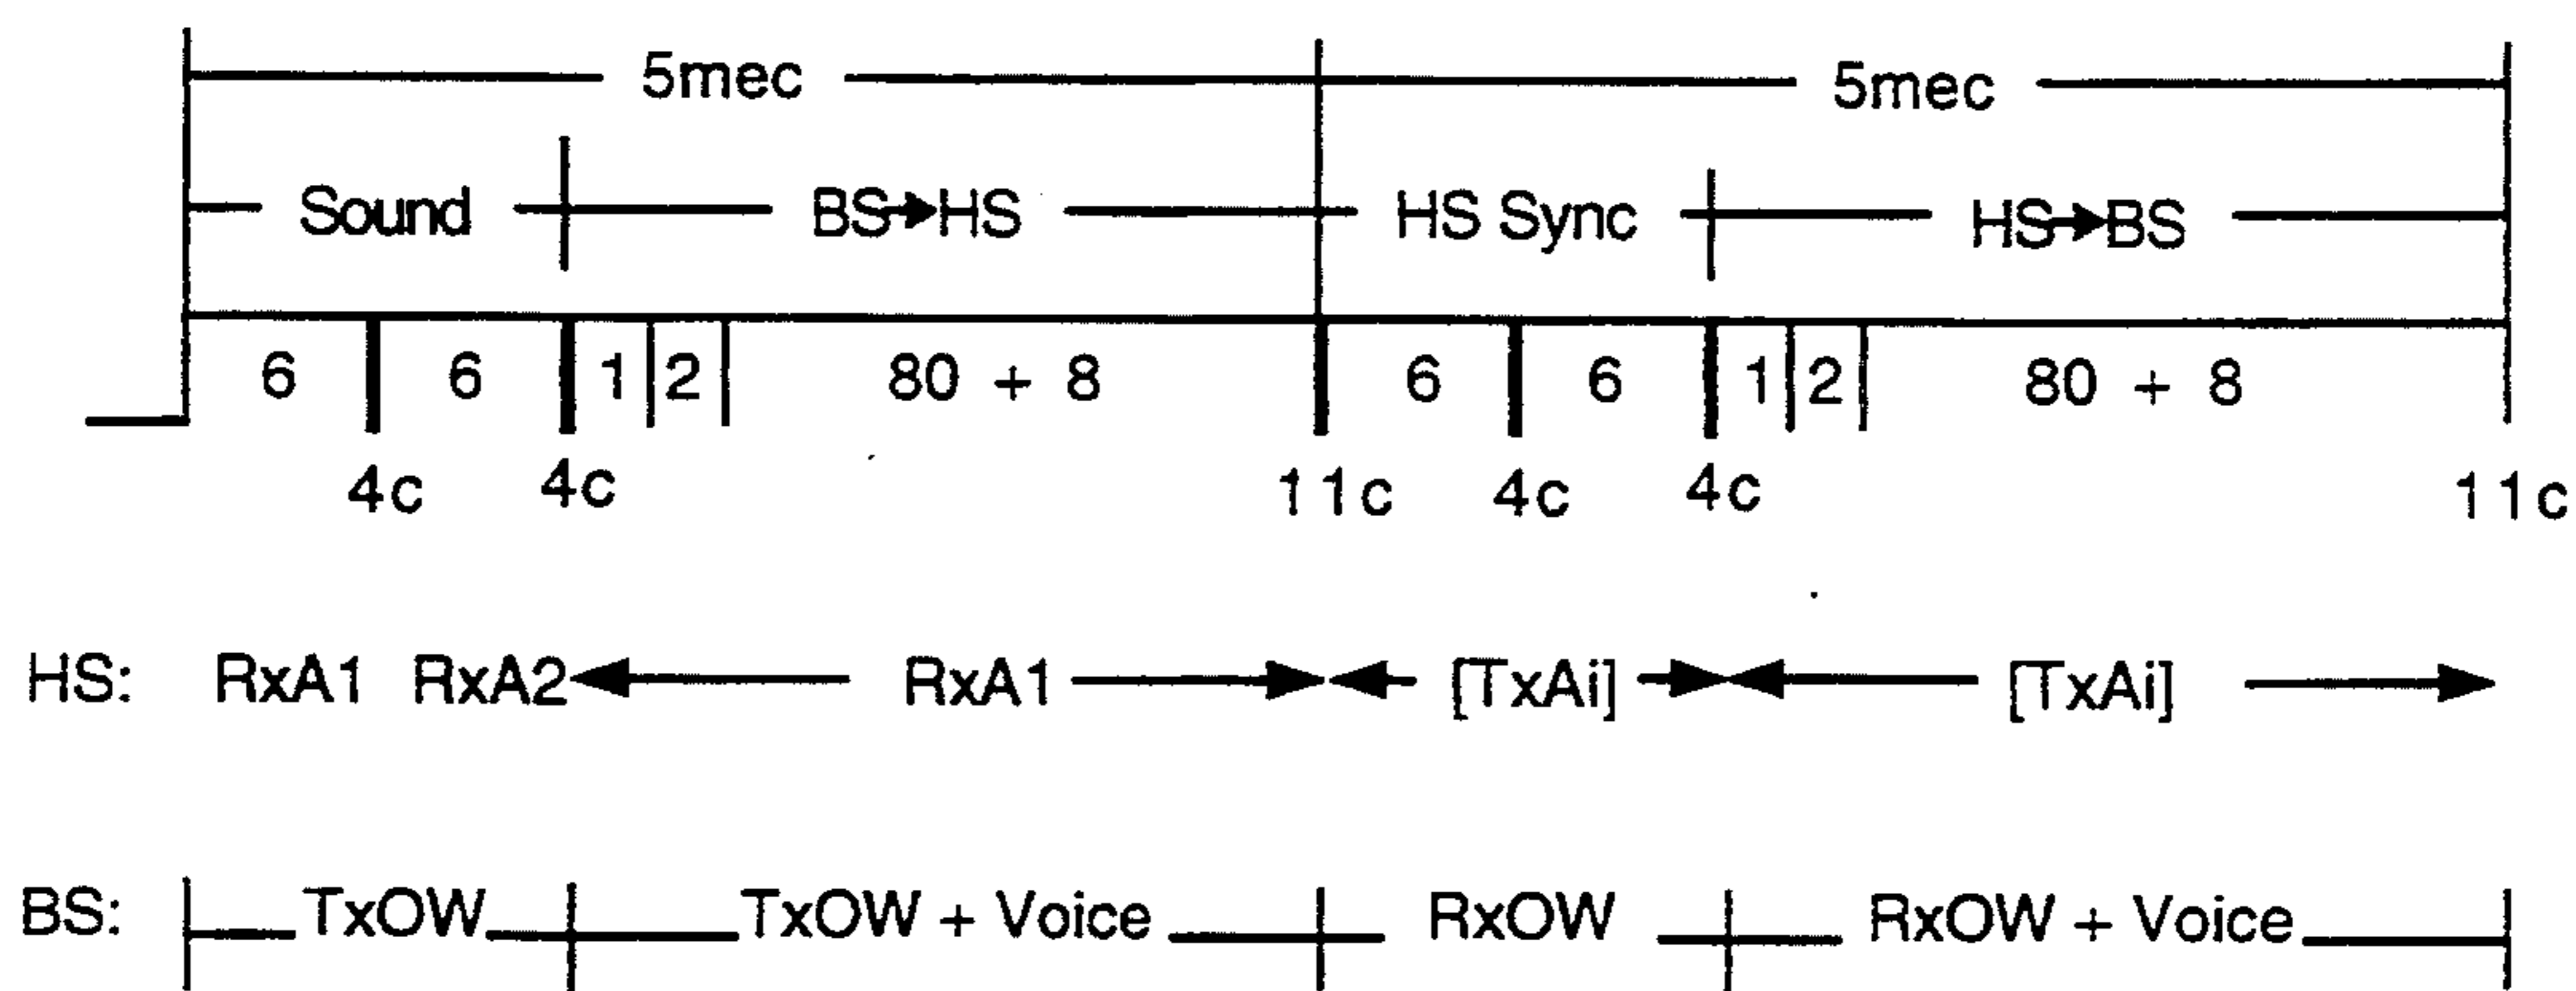 5mec 5mec
Sound BS→HS HS Sync HS→BS
6 6 1 2 80 + 8 6 6 1 2 80 + 8
4c 4c 11c 4c 4c 11c
HS: RxA1 RxA2 RxA1 [TxAi] [TxAi]
BS: TxOW TxOW + Voice RxOW RxOW + Voice